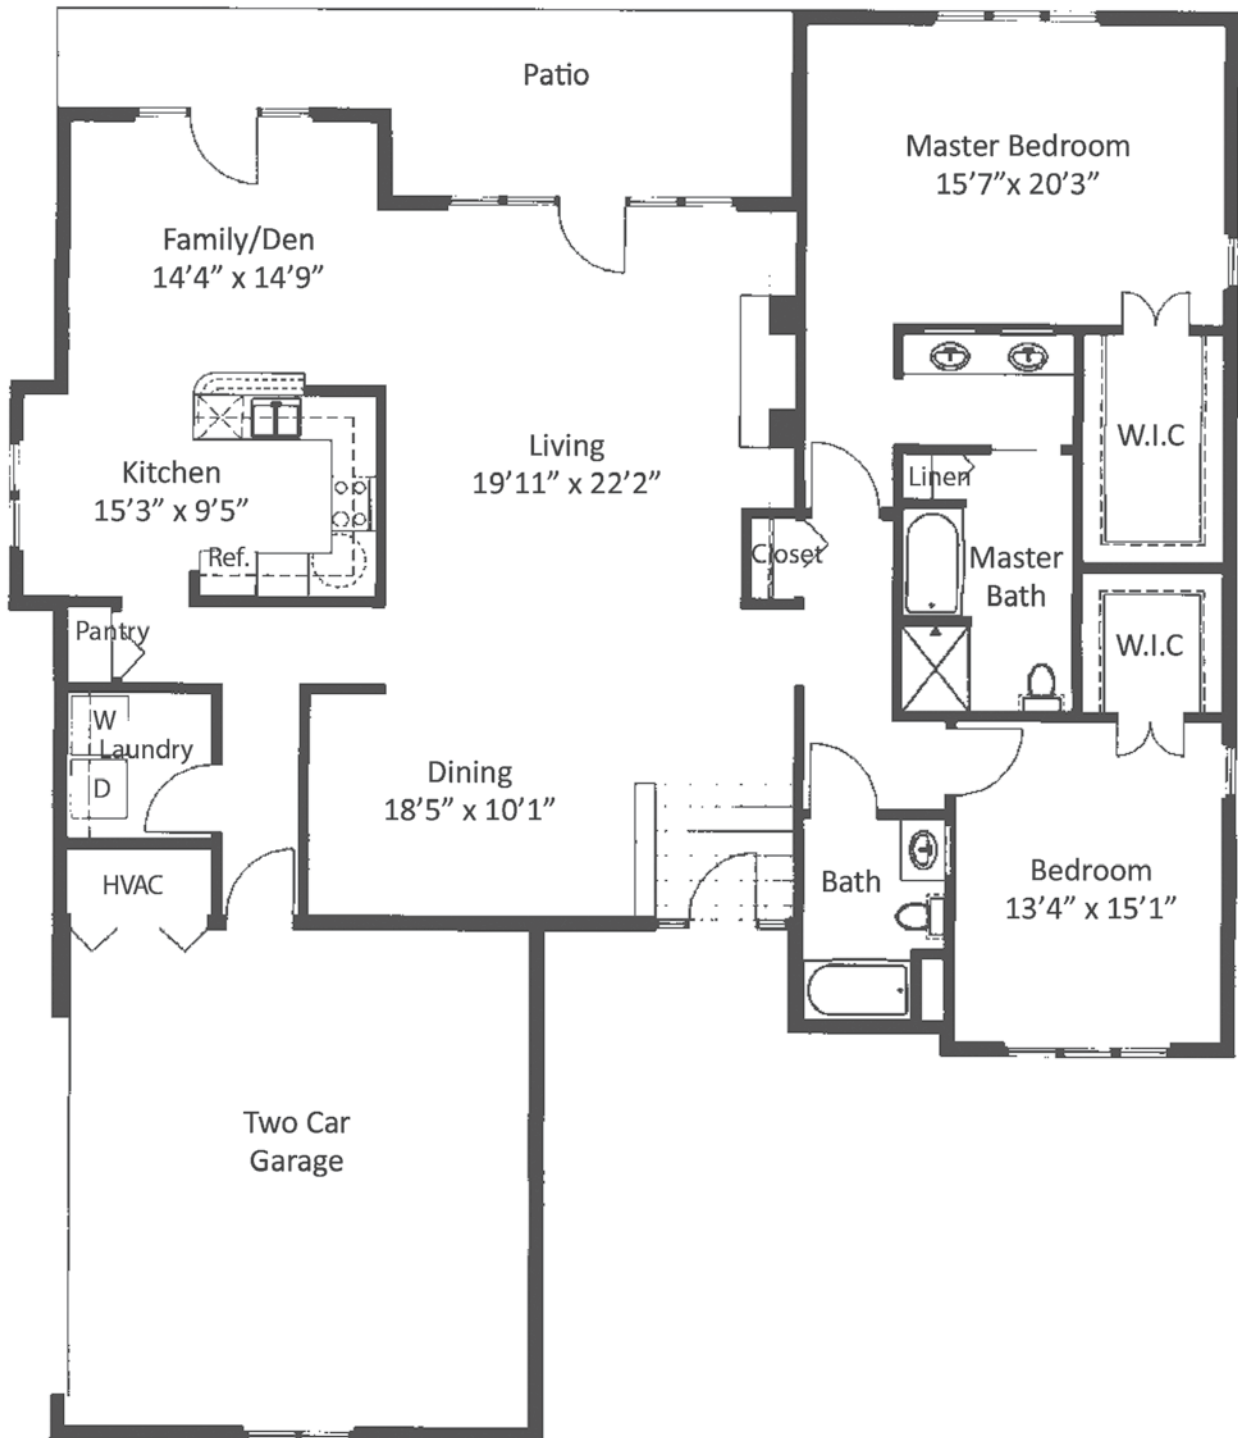 Patio
Master Bedroom
15’7”x 20’3”
Family/Den
14’4” x 14’9”
Living
19’11” x 22’2”
W.I.C
Kitchen
15’3” x 9’5”
Linen
Ref.
Closet
Master
Bath
Pantry
W.I.C
W
Laundry
D
Dining
18’5” x 10’1”
HVAC
Bath
Bedroom
13’4” x 15’1”
Two Car
Garage